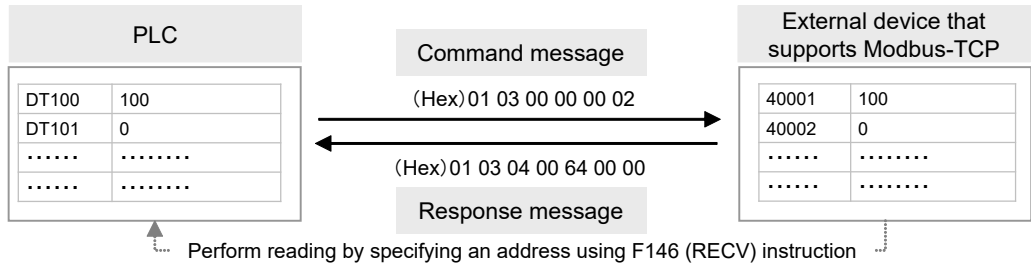 PLC
External device that
supports Modbus-TCP
Command message
(Hex)01 03 00 00 00 02
DT100 100
DT101 0
...... ........
...... ........
40001 100
40002 0
...... ........
...... ........
(Hex)01 03 04 00 64 00 00
Response message
Perform reading by specifying an address using F146 (RECV) instruction